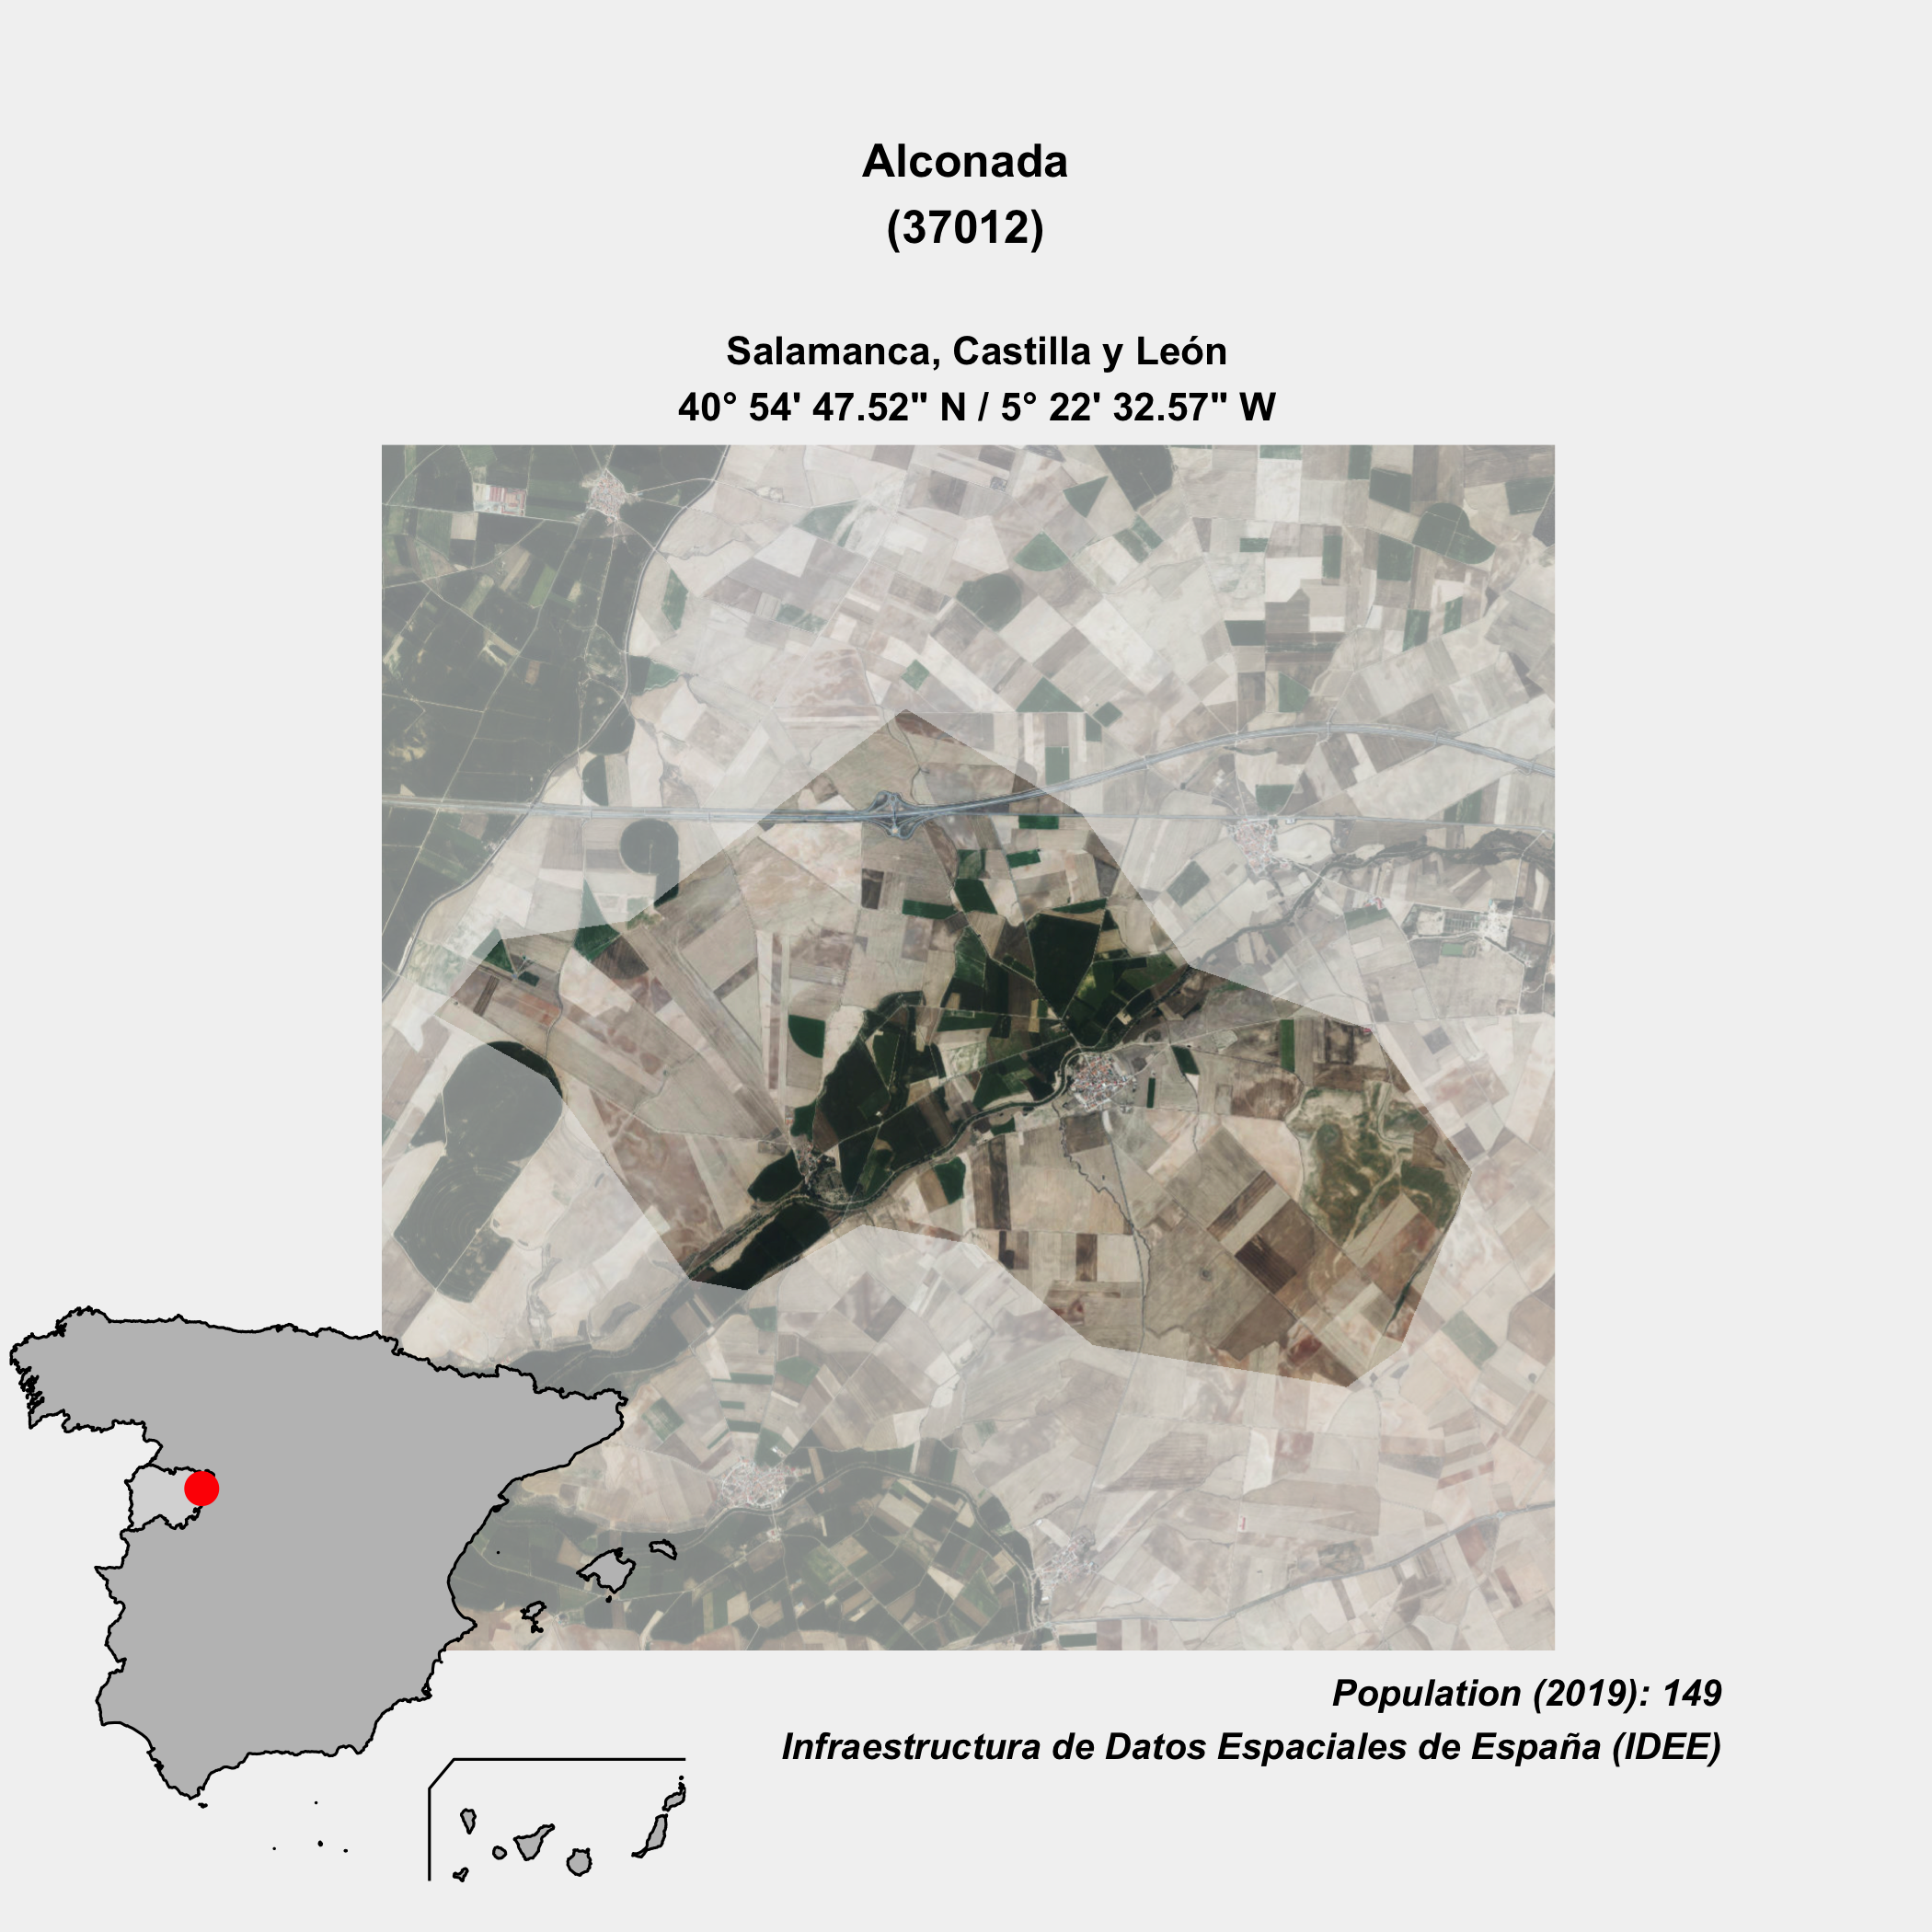 Alconada
(37012)
Salamanca, Castilla y León
40° 54' 47.52" N / 5° 22' 32.57" W
Population (2019): 149
Infraestructura de Datos Espaciales de España (IDEE)